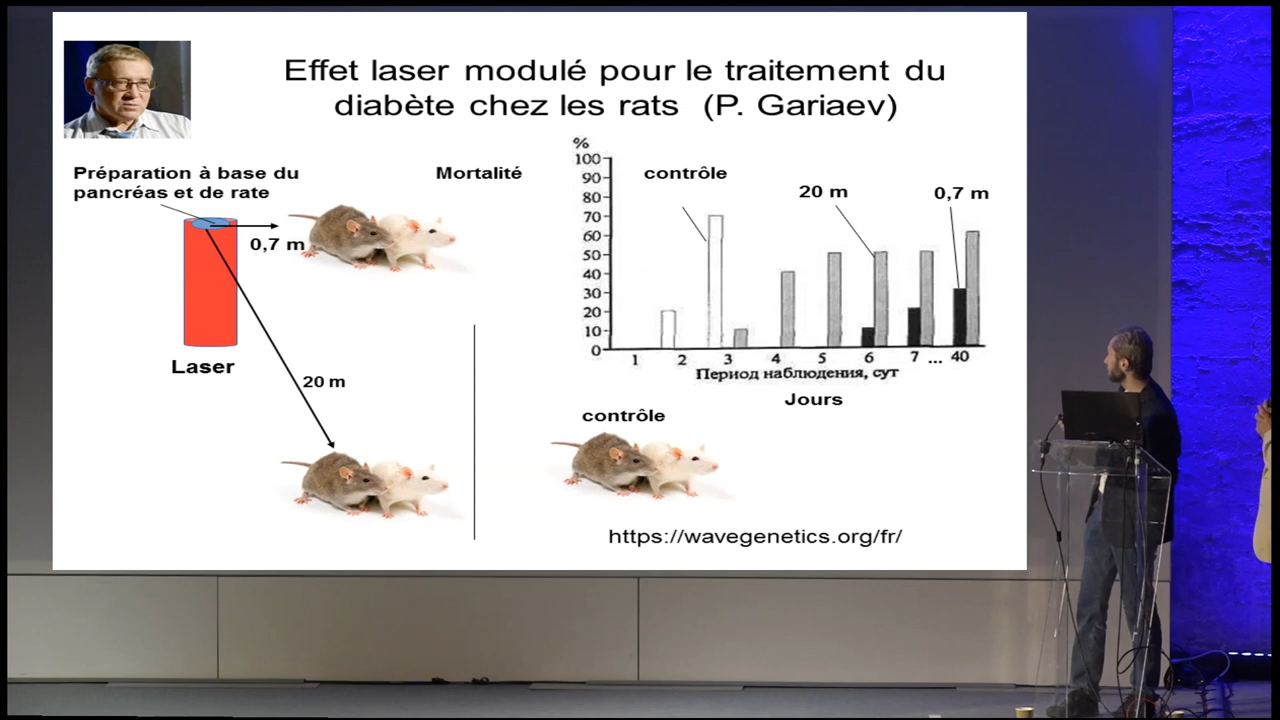 Effet laser modulé pour le traitement du
diabète chez les rats (P. Gariaev)
Préparation à base du
pancréas et de rate
0,7 m
Laser
20 m
Mortalité
%
100
90
80
70
60
50
40
30
20
10
0
contrôle
20 m
0,7 m
1 2 3 4 5 6 7 ... 40
Период наблюдения, сут
Jours
contrôle
https://wavegenetics.org/fr/